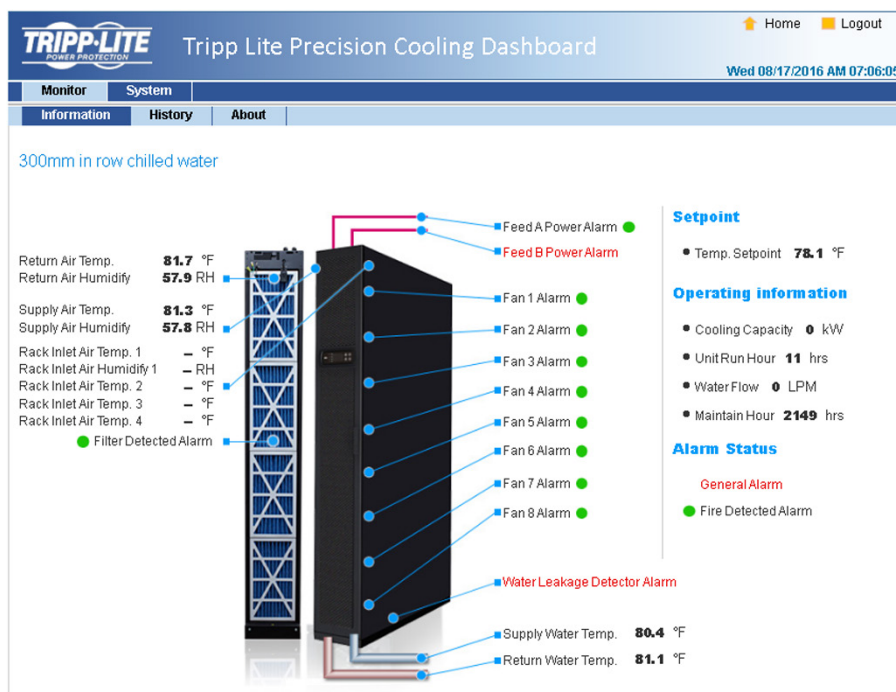 TRIPP·LITE
POWER PROTECTION
Tripp Lite Precision Cooling Dashboard
Home
Logout
Wed 08/17/2016 AM 07:06:05
Monitor
System
Information
History
About
300mm in row chilled water
Return Air Temp. 81.7 °F
Return Air Humidify 57.9 RH
Supply Air Temp. 81.3 °F
Supply Air Humidify 57.8 RH
Rack Inlet Air Temp. 1 – °F
Rack Inlet Air Humidify 1 – RH
Rack Inlet Air Temp. 2 – °F
Rack Inlet Air Temp. 3 – °F
Rack Inlet Air Temp. 4 – °F
Filter Detected Alarm
Feed A Power Alarm
Feed B Power Alarm
Fan 1 Alarm
Fan 2 Alarm
Fan 3 Alarm
Fan 4 Alarm
Fan 5 Alarm
Fan 6 Alarm
Fan 7 Alarm
Fan 8 Alarm
Water Leakage Detector Alarm
Supply Water Temp. 80.4 °F
Return Water Temp. 81.1 °F
Setpoint
Temp. Setpoint 78.1 °F
Operating information
Cooling Capacity 0 kW
Unit Run Hour 11 hrs
Water Flow 0 LPM
Maintain Hour 2149 hrs
Alarm Status
General Alarm
Fire Detected Alarm